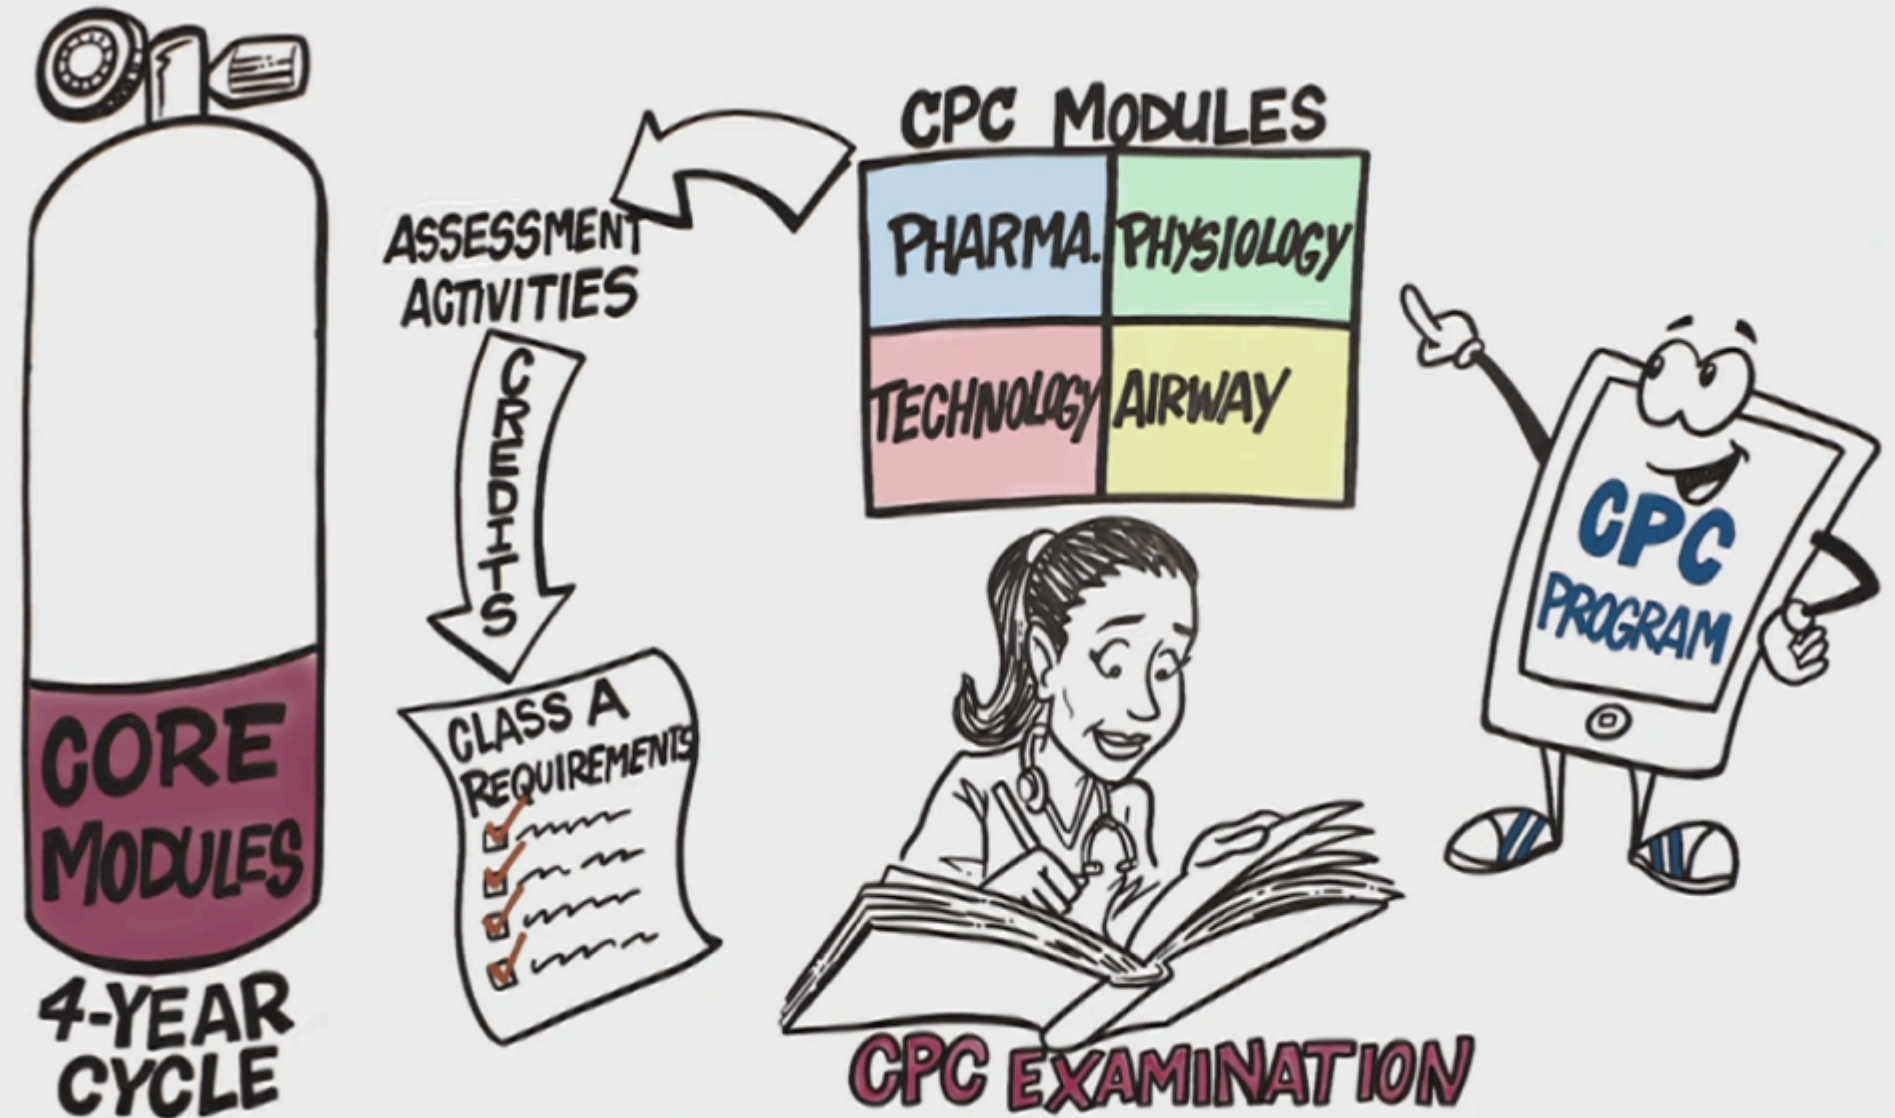 CPC MODULES
PHARMA. PHYSIOLOGY
TECHNOLOGY AIRWAY
ASSESSMENT
ACTIVITIES
CREDITS
CLASS A
REQUIREMENTS
CORE
MODULES
4-YEAR
CYCLE
CPC
PROGRAM
CPC EXAMINATION